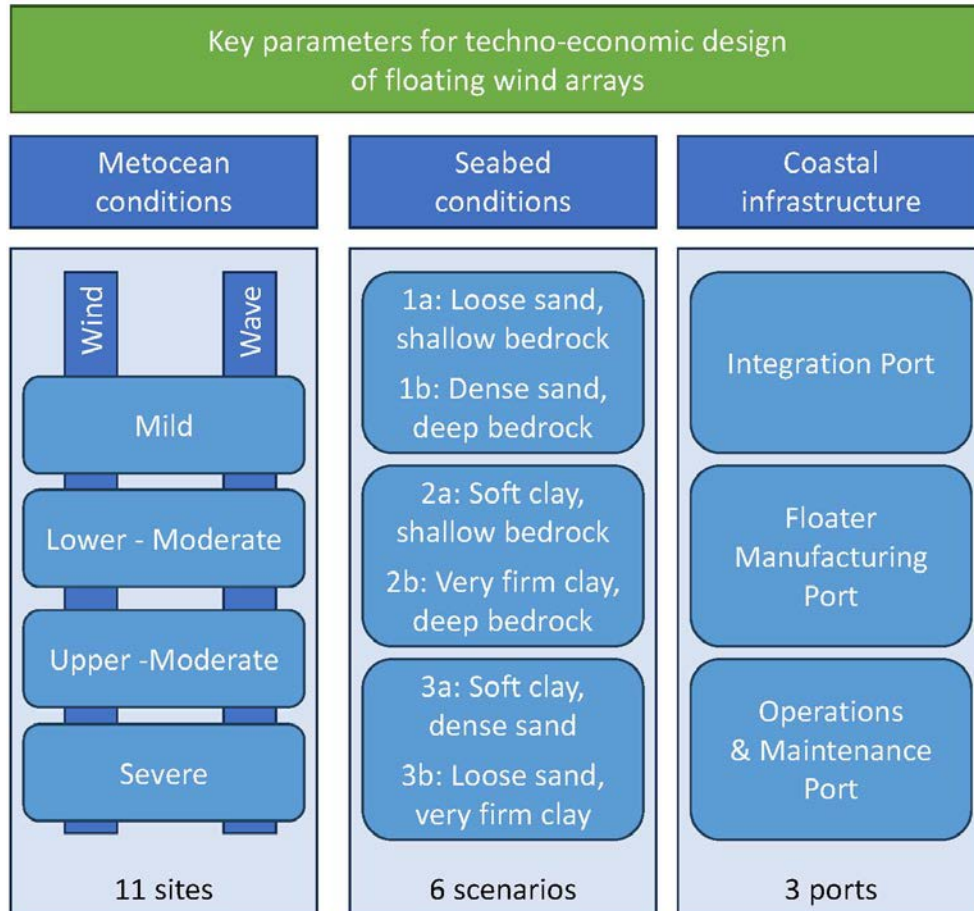 Key parameters for techno-economic design
of floating wind arrays
Metocean
conditions
Wind
Wave
Mild
Lower - Moderate
Upper -Moderate
Severe
11 sites
Seabed
conditions
1a: Loose sand,
shallow bedrock
1b: Dense sand,
deep bedrock
2a: Soft clay,
shallow bedrock
2b: Very firm clay,
deep bedrock
3a: Soft clay,
dense sand
3b: Loose sand,
very firm clay
6 scenarios
Coastal
infrastructure
Integration Port
Floater
Manufacturing
Port
Operations
& Maintenance
Port
3 ports